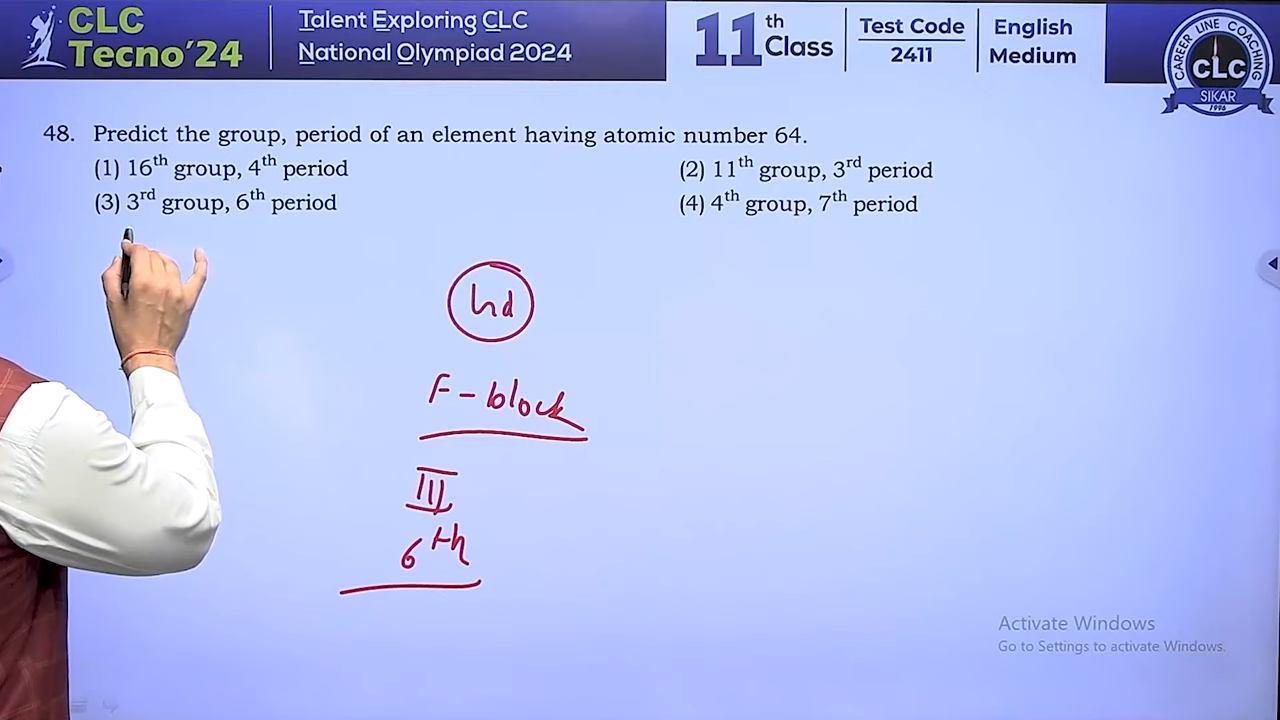 CLC
Tecno'24
Talent Exploring CLC
National Olympiad 2024
11th Class
Test Code
2411
English
Medium
CAREER LINE COACHING
CLC
SIKAR
1996
48. Predict the group, period of an element having atomic number 64.
(1) 16th group, 4th period
(2) 11th group, 3rd period
(3) 3rd group, 6th period
(4) 4th group, 7th period
F - block
III
6th
Activate Windows
Go to Settings to activate Windows.